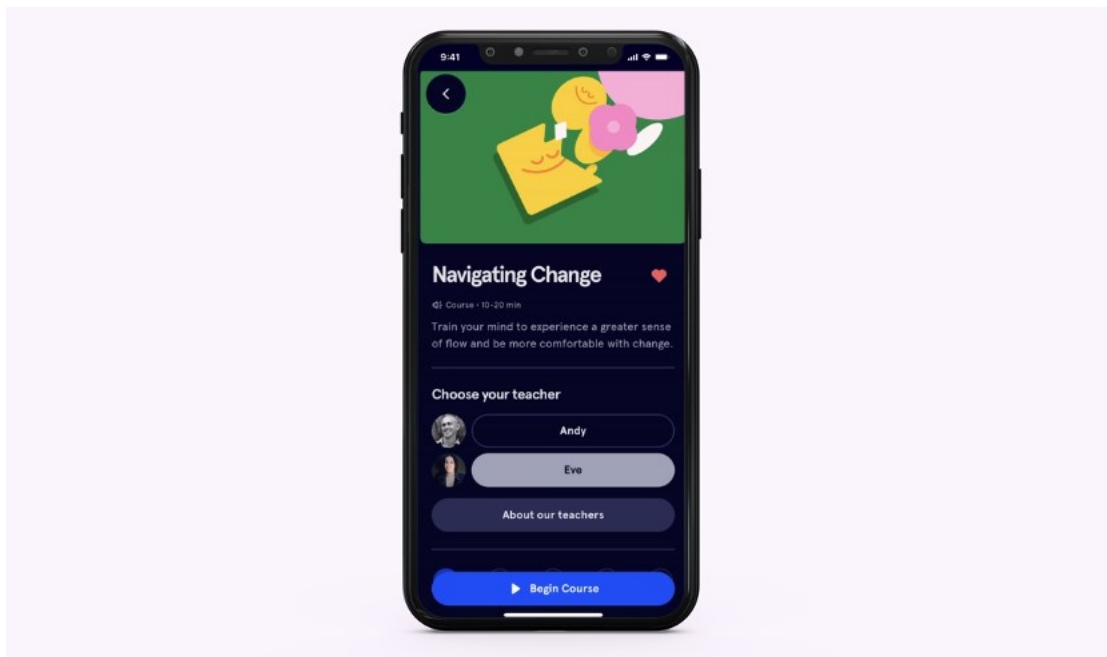 9:41
Navigating Change
Course • 10-20 min
Train your mind to experience a greater sense
of flow and be more comfortable with change.
Choose your teacher
Andy
Eve
About our teachers
Begin Course